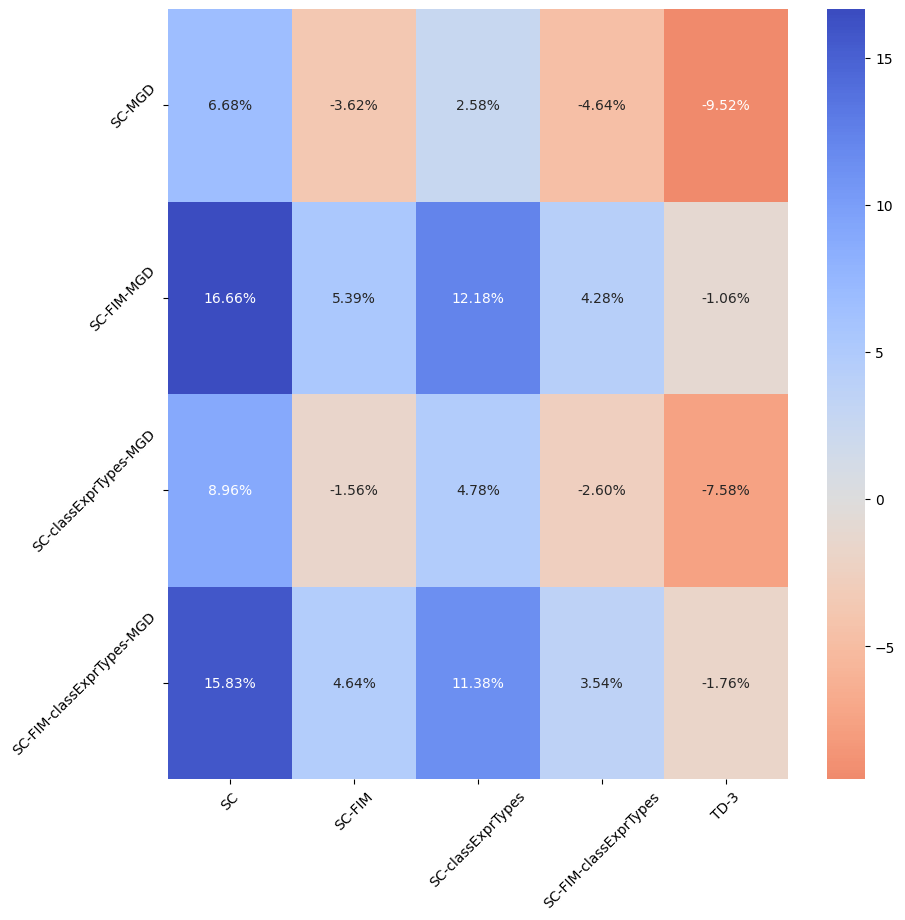 SC-MGD
6.68% -3.62% 2.58% -4.64% -9.52%
SC-FIM-MGD
16.66% 5.39% 12.18% 4.28% -1.06%
SC-classExprTypes-MGD
8.96% -1.56% 4.78% -2.60% -7.58%
SC-FIM-classExprTypes-MGD
15.83% 4.64% 11.38% 3.54% -1.76%
SC
SC-FIM
SC-classExprTypes
SC-FIM-classExprTypes
TD-3
15
10
5
0
−5